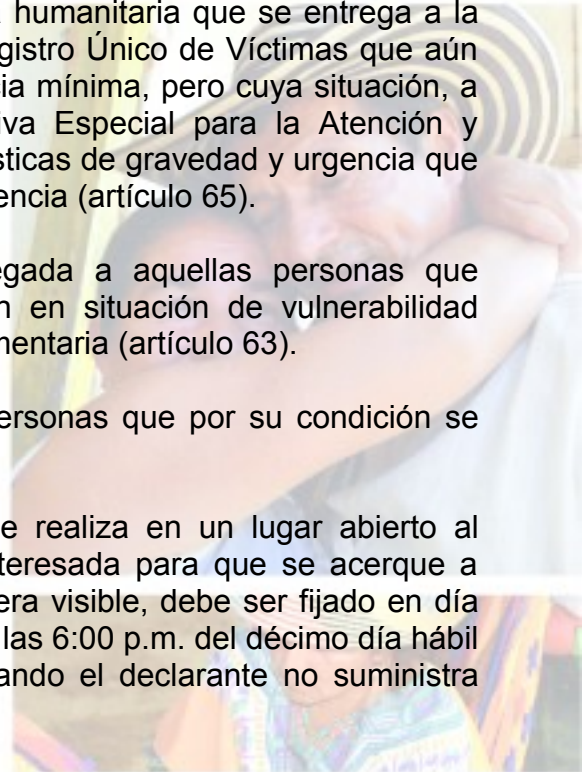 humanitaria que se entrega a la
gistro Único de Víctimas que aún
ia mínima, pero cuya situación, a
iva Especial para la Atención y
sticas de gravedad y urgencia que
encia (artículo 65).
egada a aquellas personas que
n en situación de vulnerabilidad
mentaria (artículo 63).
ersonas que por su condición se
e realiza en un lugar abierto al
teresada para que se acerque a
era visible, debe ser fijado en día
las 6:00 p.m. del décimo día hábil
ando el declarante no suministra